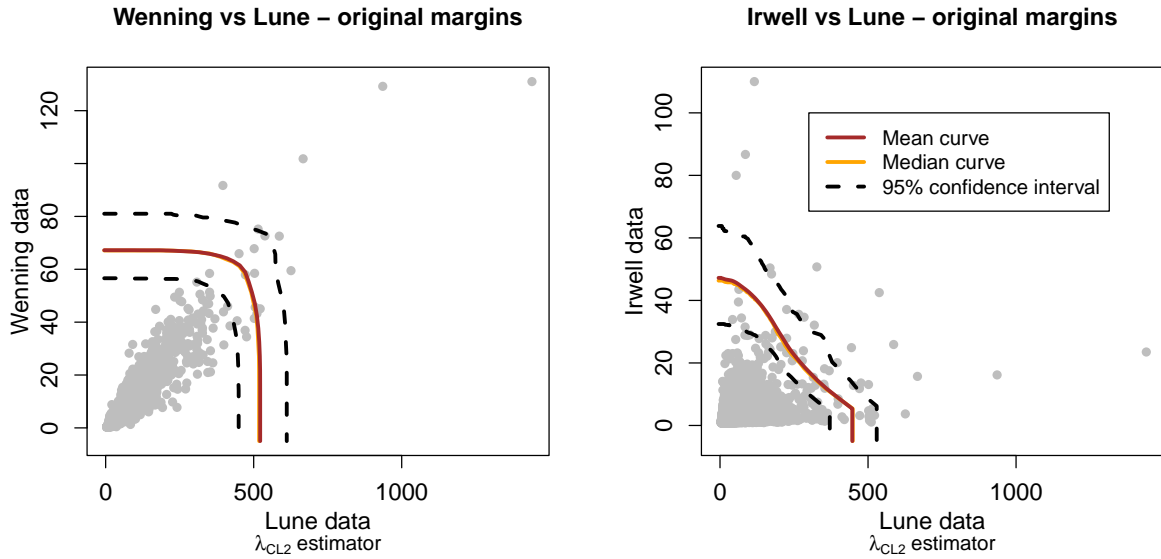 Wenning vs Lune – original margins
Wenning data
0 20 40 60 80 120
0 500 1000
Lune data
λCL2 estimator
Irwell vs Lune – original margins
Irwell data
0 20 40 60 80 100
Mean curve
Median curve
95% confidence interval
0 500 1000
Lune data
λCL2 estimator